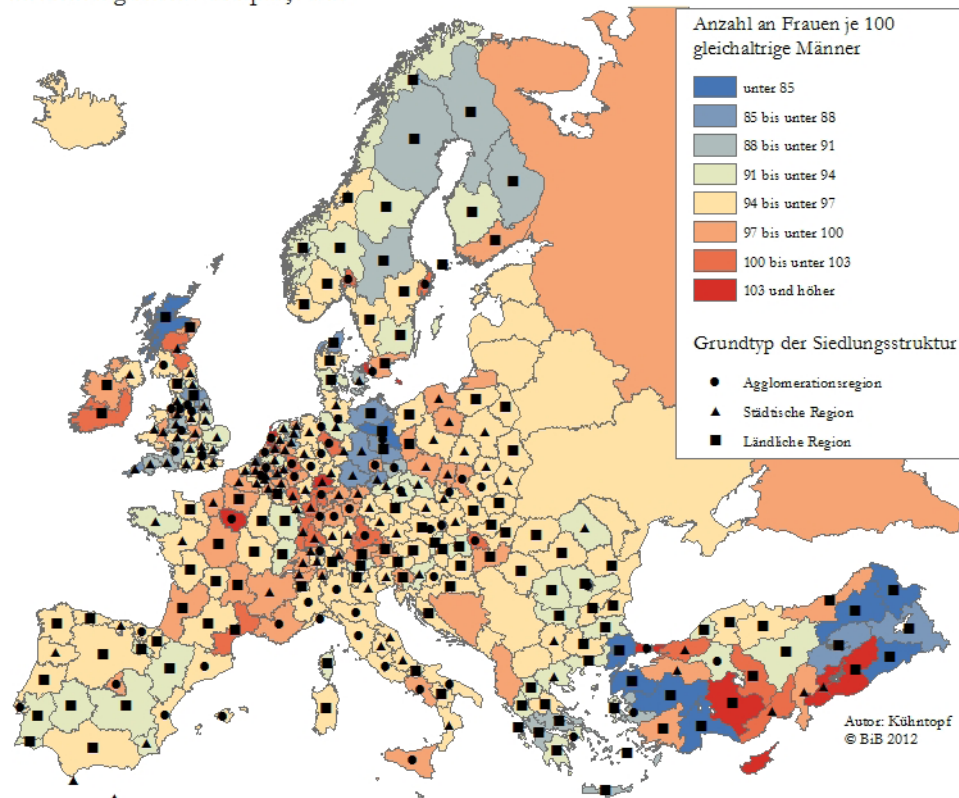 Anzahl an Frauen je 100
gleichaltrige Männer
unter 85
85 bis unter 88
88 bis unter 91
91 bis unter 94
94 bis unter 97
97 bis unter 100
100 bis unter 103
103 und höher
Grundtyp der Siedlungsstruktur
Agglomerationsregion
Städtische Region
Ländliche Region
Autor: Kühntopf
© BiB 2012